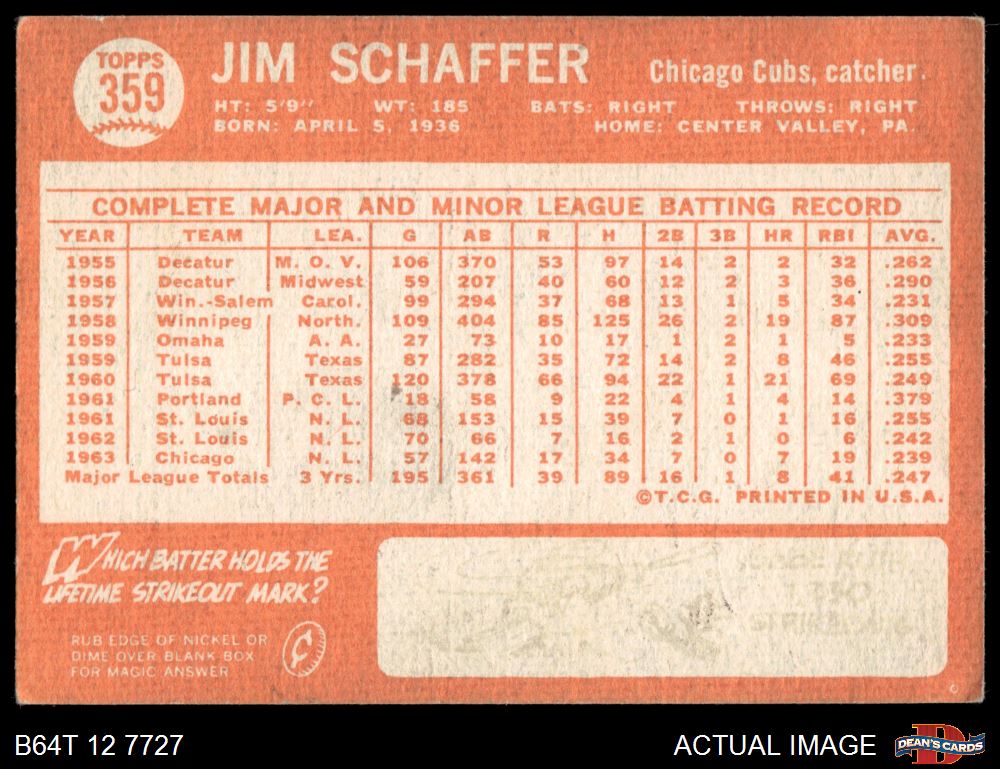 TOPPS
359
JIM SCHAFFER
Chicago Cubs, catcher.
HT: 5'9" WT: 185 BATS: RIGHT THROWS: RIGHT
BORN: APRIL 5, 1936 HOME: CENTER VALLEY, PA.
COMPLETE MAJOR AND MINOR LEAGUE BATTING RECORD
YEAR TEAM LEA. G AB R H 2B 3B HR RBI AVG.
1955 Decatur M. O. V. 106 370 53 97 14 2 2 32 .262
1956 Decatur Midwest 59 207 40 60 12 2 3 36 .290
1957 Win.-Salem Carol. 99 294 37 68 13 1 5 34 .231
1958 Winnipeg North. 109 404 85 125 26 2 19 87 .309
1959 Omaha A. A. 27 73 10 17 1 2 1 5 .233
1959 Tulsa Texas 87 282 35 72 14 2 8 46 .255
1960 Tulsa Texas 120 378 66 94 22 1 21 69 .249
1961 Portland P. C. L. 18 58 9 22 4 1 4 14 .379
1961 St. Louis N. L. 68 153 15 39 7 0 1 16 .255
1962 St. Louis N. L. 70 66 7 16 2 1 0 6 .242
1963 Chicago N. L. 57 142 17 34 7 0 7 19 .239
Major League Totals 3 Yrs. 195 361 39 89 16 1 8 41 .247
©T.C.G. PRINTED IN U.S.A.
WHICH BATTER HOLDS THE
LIFETIME STRIKEOUT MARK?
RUB EDGE OF NICKEL OR
DIME OVER BLANK BOX
FOR MAGIC ANSWER
¢
B64T 12 7727
ACTUAL IMAGE
D
DEAN'S CARDS